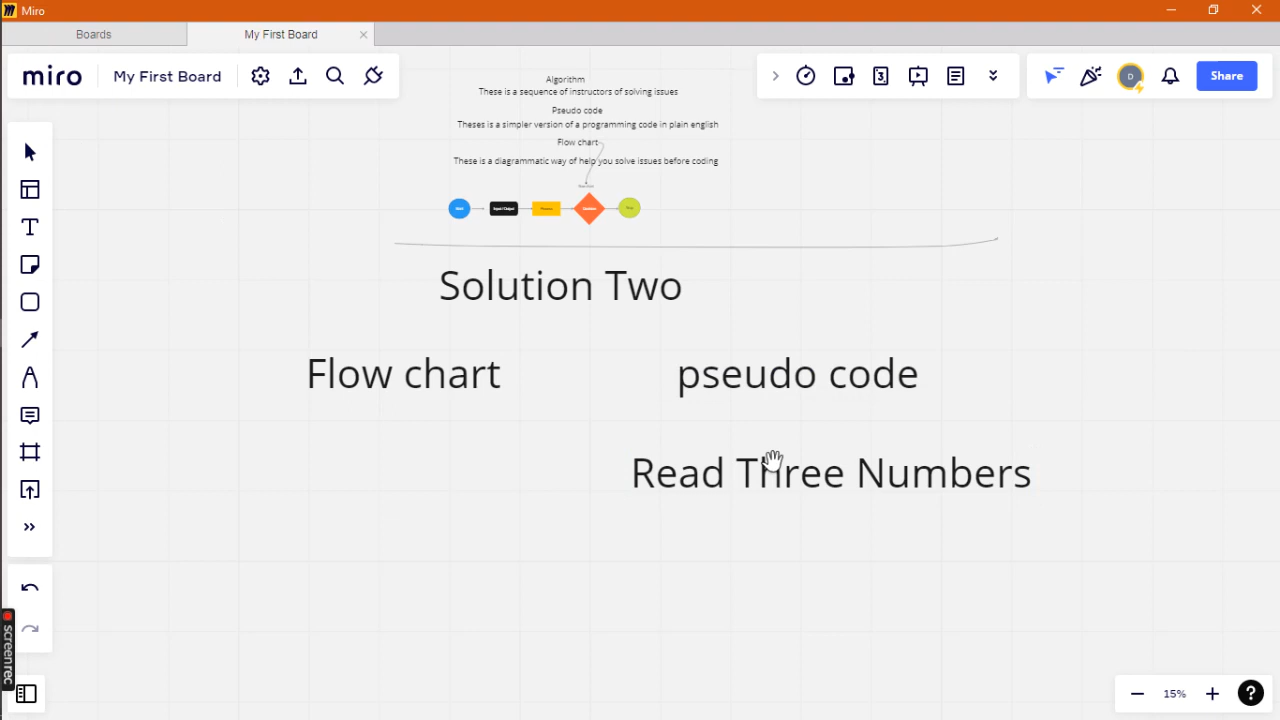 Miro
Boards
My First Board
miro
My First Board
Share
Algorithm
These is a sequence of instructors of solving issues
Pseudo code
Theses is a simpler version of a programming code in plain english
Flow chart
These is a diagrammatic way of help you solve issues before coding
Input / Output
Solution Two
Flow chart
pseudo code
Read Three Numbers
screenrec
15%